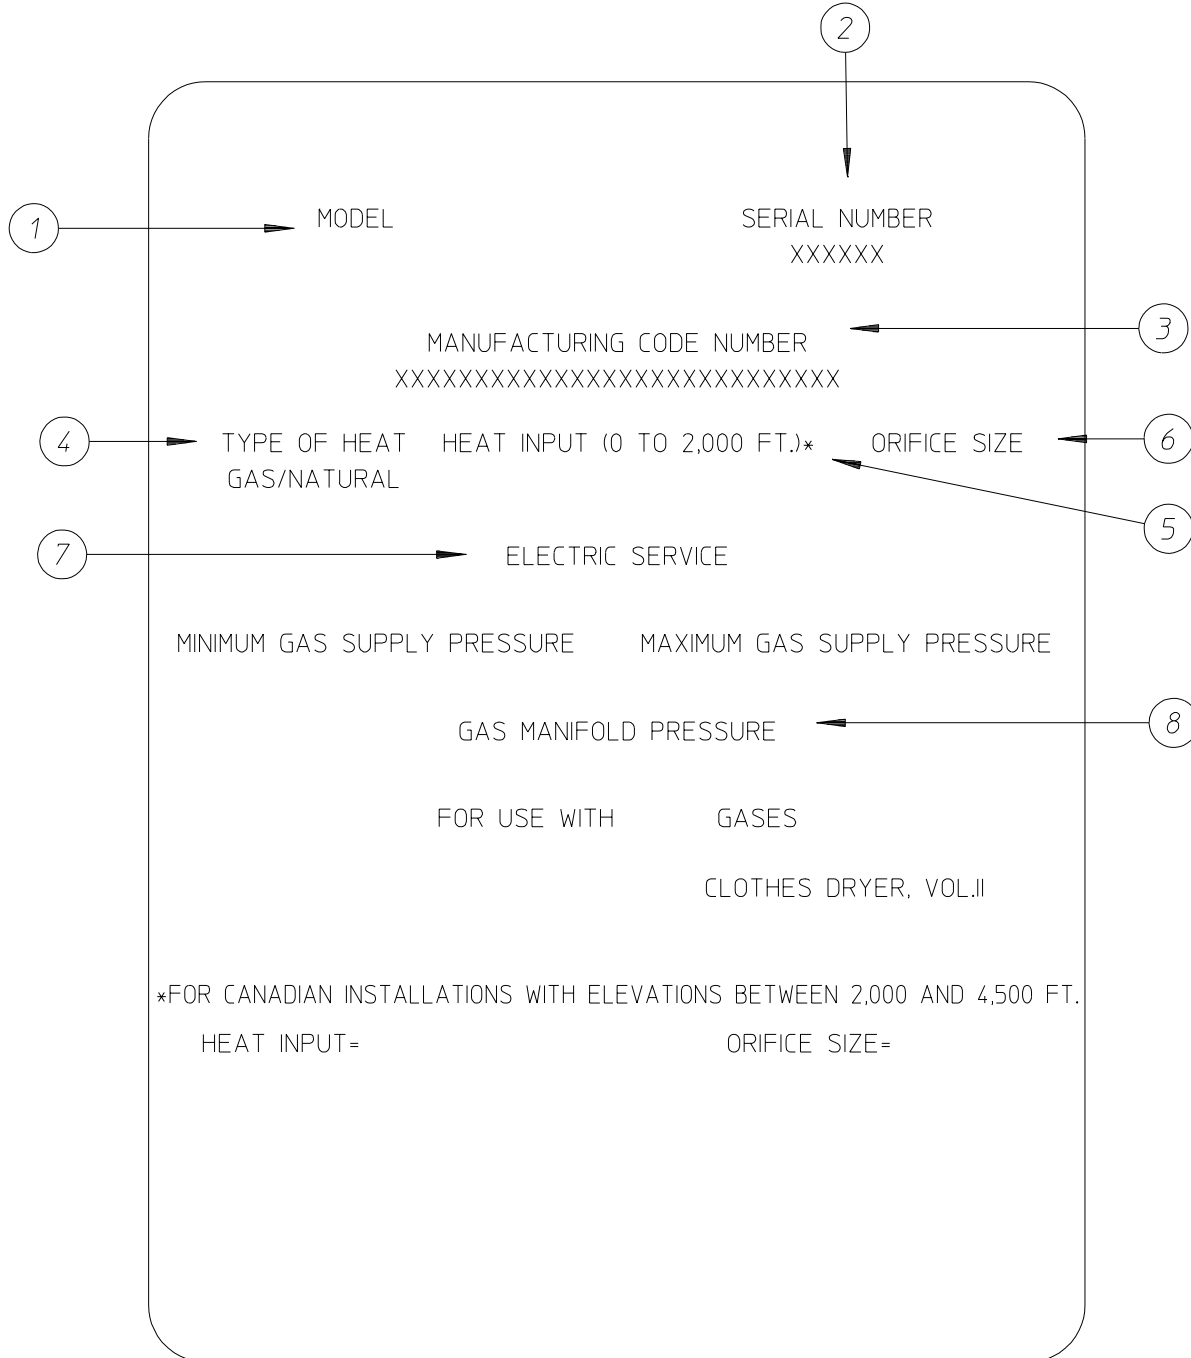 2
1 MODEL SERIAL NUMBER
XXXXXX
3
MANUFACTURING CODE NUMBER
XXXXXXXXXXXXXXXXXXXXXXXXXXXX
4 TYPE OF HEAT HEAT INPUT (0 TO 2,000 FT.)* ORIFICE SIZE 6
GAS/NATURAL
5
7 ELECTRIC SERVICE
MINIMUM GAS SUPPLY PRESSURE MAXIMUM GAS SUPPLY PRESSURE
GAS MANIFOLD PRESSURE 8
FOR USE WITH GASES
CLOTHES DRYER, VOL.II
*FOR CANADIAN INSTALLATIONS WITH ELEVATIONS BETWEEN 2,000 AND 4,500 FT.
HEAT INPUT= ORIFICE SIZE=